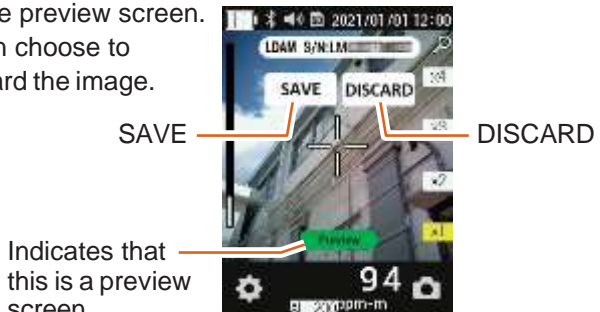 e preview screen.
n choose to
ard the image.
2021/01/01 12:00
LDAM S/N:LM
SAVE DISCARD
x4
x3
x2
x1
SAVE
DISCARD
Preview
Indicates that
this is a preview
screen
94
ppm-m